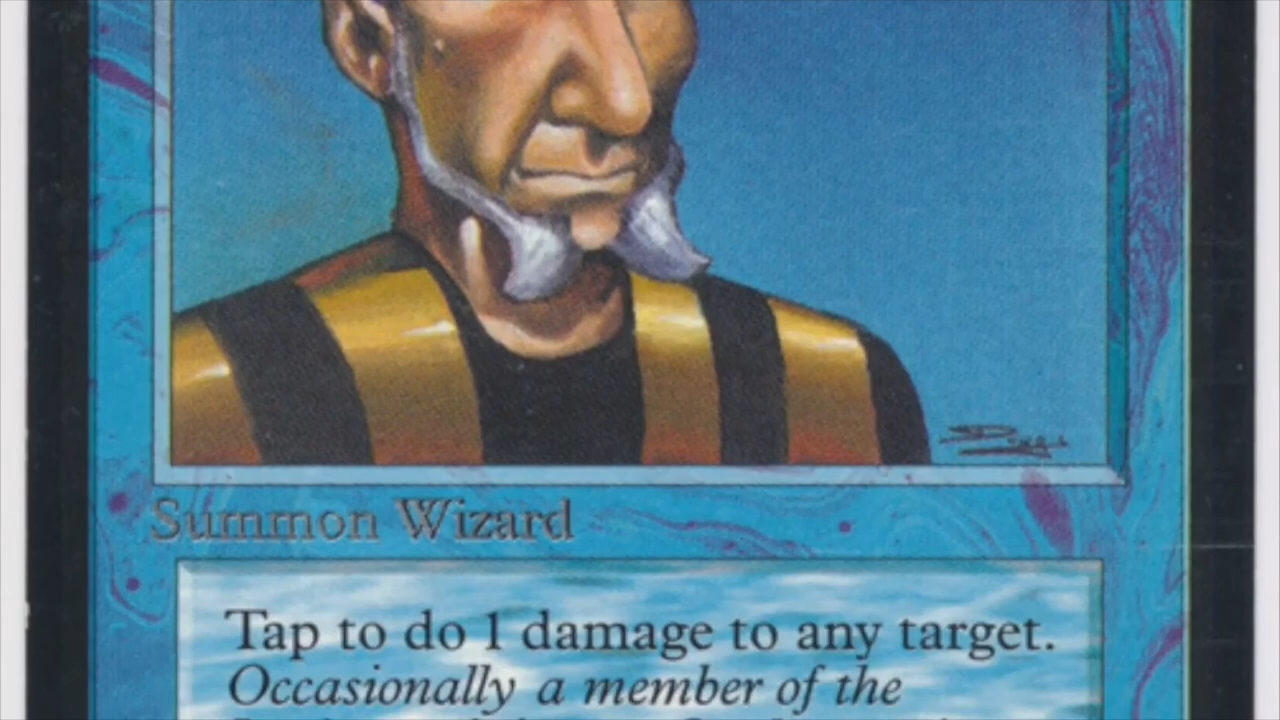 Summon Wizard
Tap to do 1 damage to any target.
Occasionally a member of the